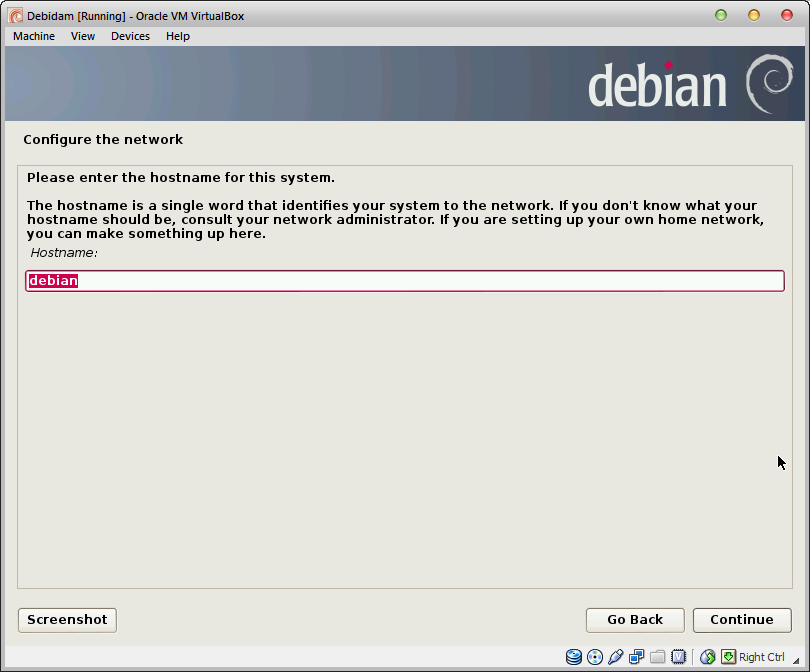 Debidam [Running] - Oracle VM VirtualBox
Machine View Devices Help
debian
Configure the network
Please enter the hostname for this system.
The hostname is a single word that identifies your system to the network. If you don't know what your
hostname should be, consult your network administrator. If you are setting up your own home network,
you can make something up here.
Hostname:
debian
Screenshot Go Back Continue
Right Ctrl